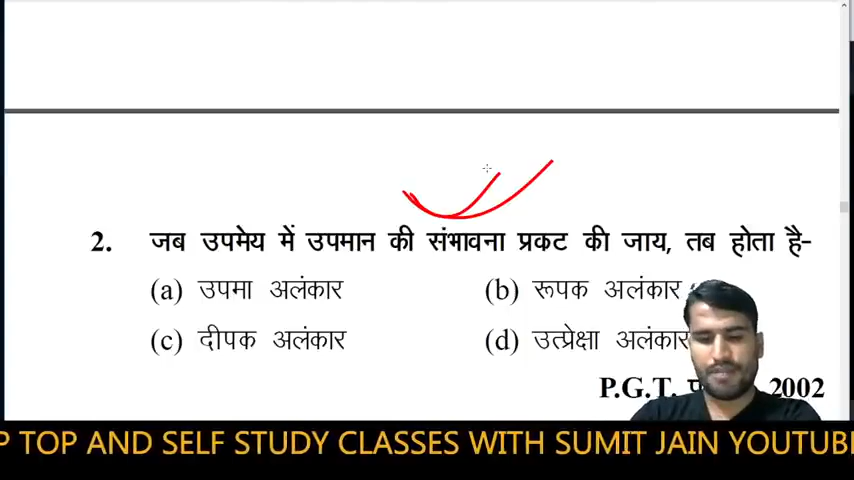 2. जब उपमेय में उपमान की संभावना प्रकट की जाय, तब होता है-
(a) उपमा अलंकार (b) रूपक अलंकार
(c) दीपक अलंकार (d) उत्प्रेक्षा अलंकार
P.G.T. 2002
P TOP AND SELF STUDY CLASSES WITH SUMIT JAIN YOUTUB